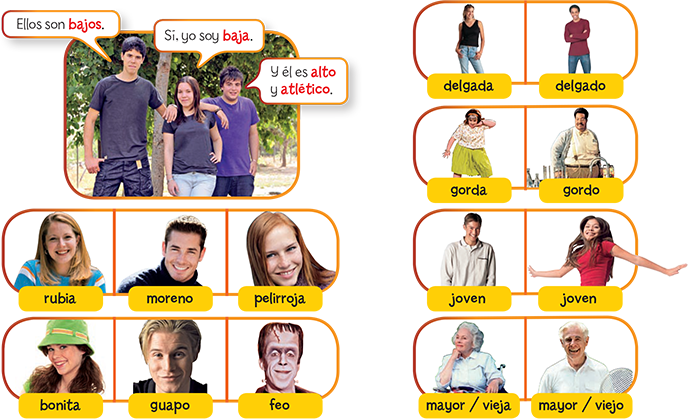 Ellos son bajos.
Sí, yo soy baja.
Y él es alto
y atlético.
rubia
moreno
pelirroja
bonita
guapo
feo
delgada
delgado
gorda
gordo
joven
joven
mayor / vieja
mayor / viejo